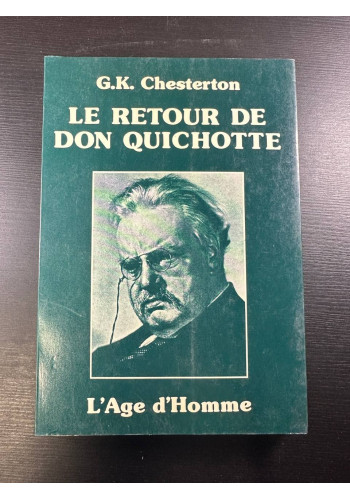 G.K. Chesterton
LE RETOUR DE
DON QUICHOTTE
L'Age d'Homme